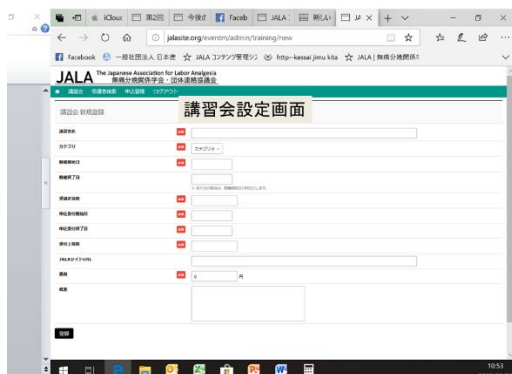 iClouc
第2回
今後さ
Faceb
JALA
新しい
JA
jalasite.org/eventm/admin/training/new
Facebook
一般社団法人 日本産
JALA コンテンツ管理シ
http--kessai jimu kita
JALA | 無痛分娩関係
JALA The Japanese Association for Labor Analgesia
無痛分娩関係学会・団体連絡協議会
講習会 受講者検索 申込管理 ログアウト
講習会設定画面
講習会 新規登録
講習会名 必須
カテゴリ 必須 カテゴリA
開催開始日 必須
開催終了日
受講定員数 必須
申込受付開始日 必須
申込受付終了日 必須
受付上限数 必須
JALAサイトURL
費用 必須 0 円
概要
登録
10:53